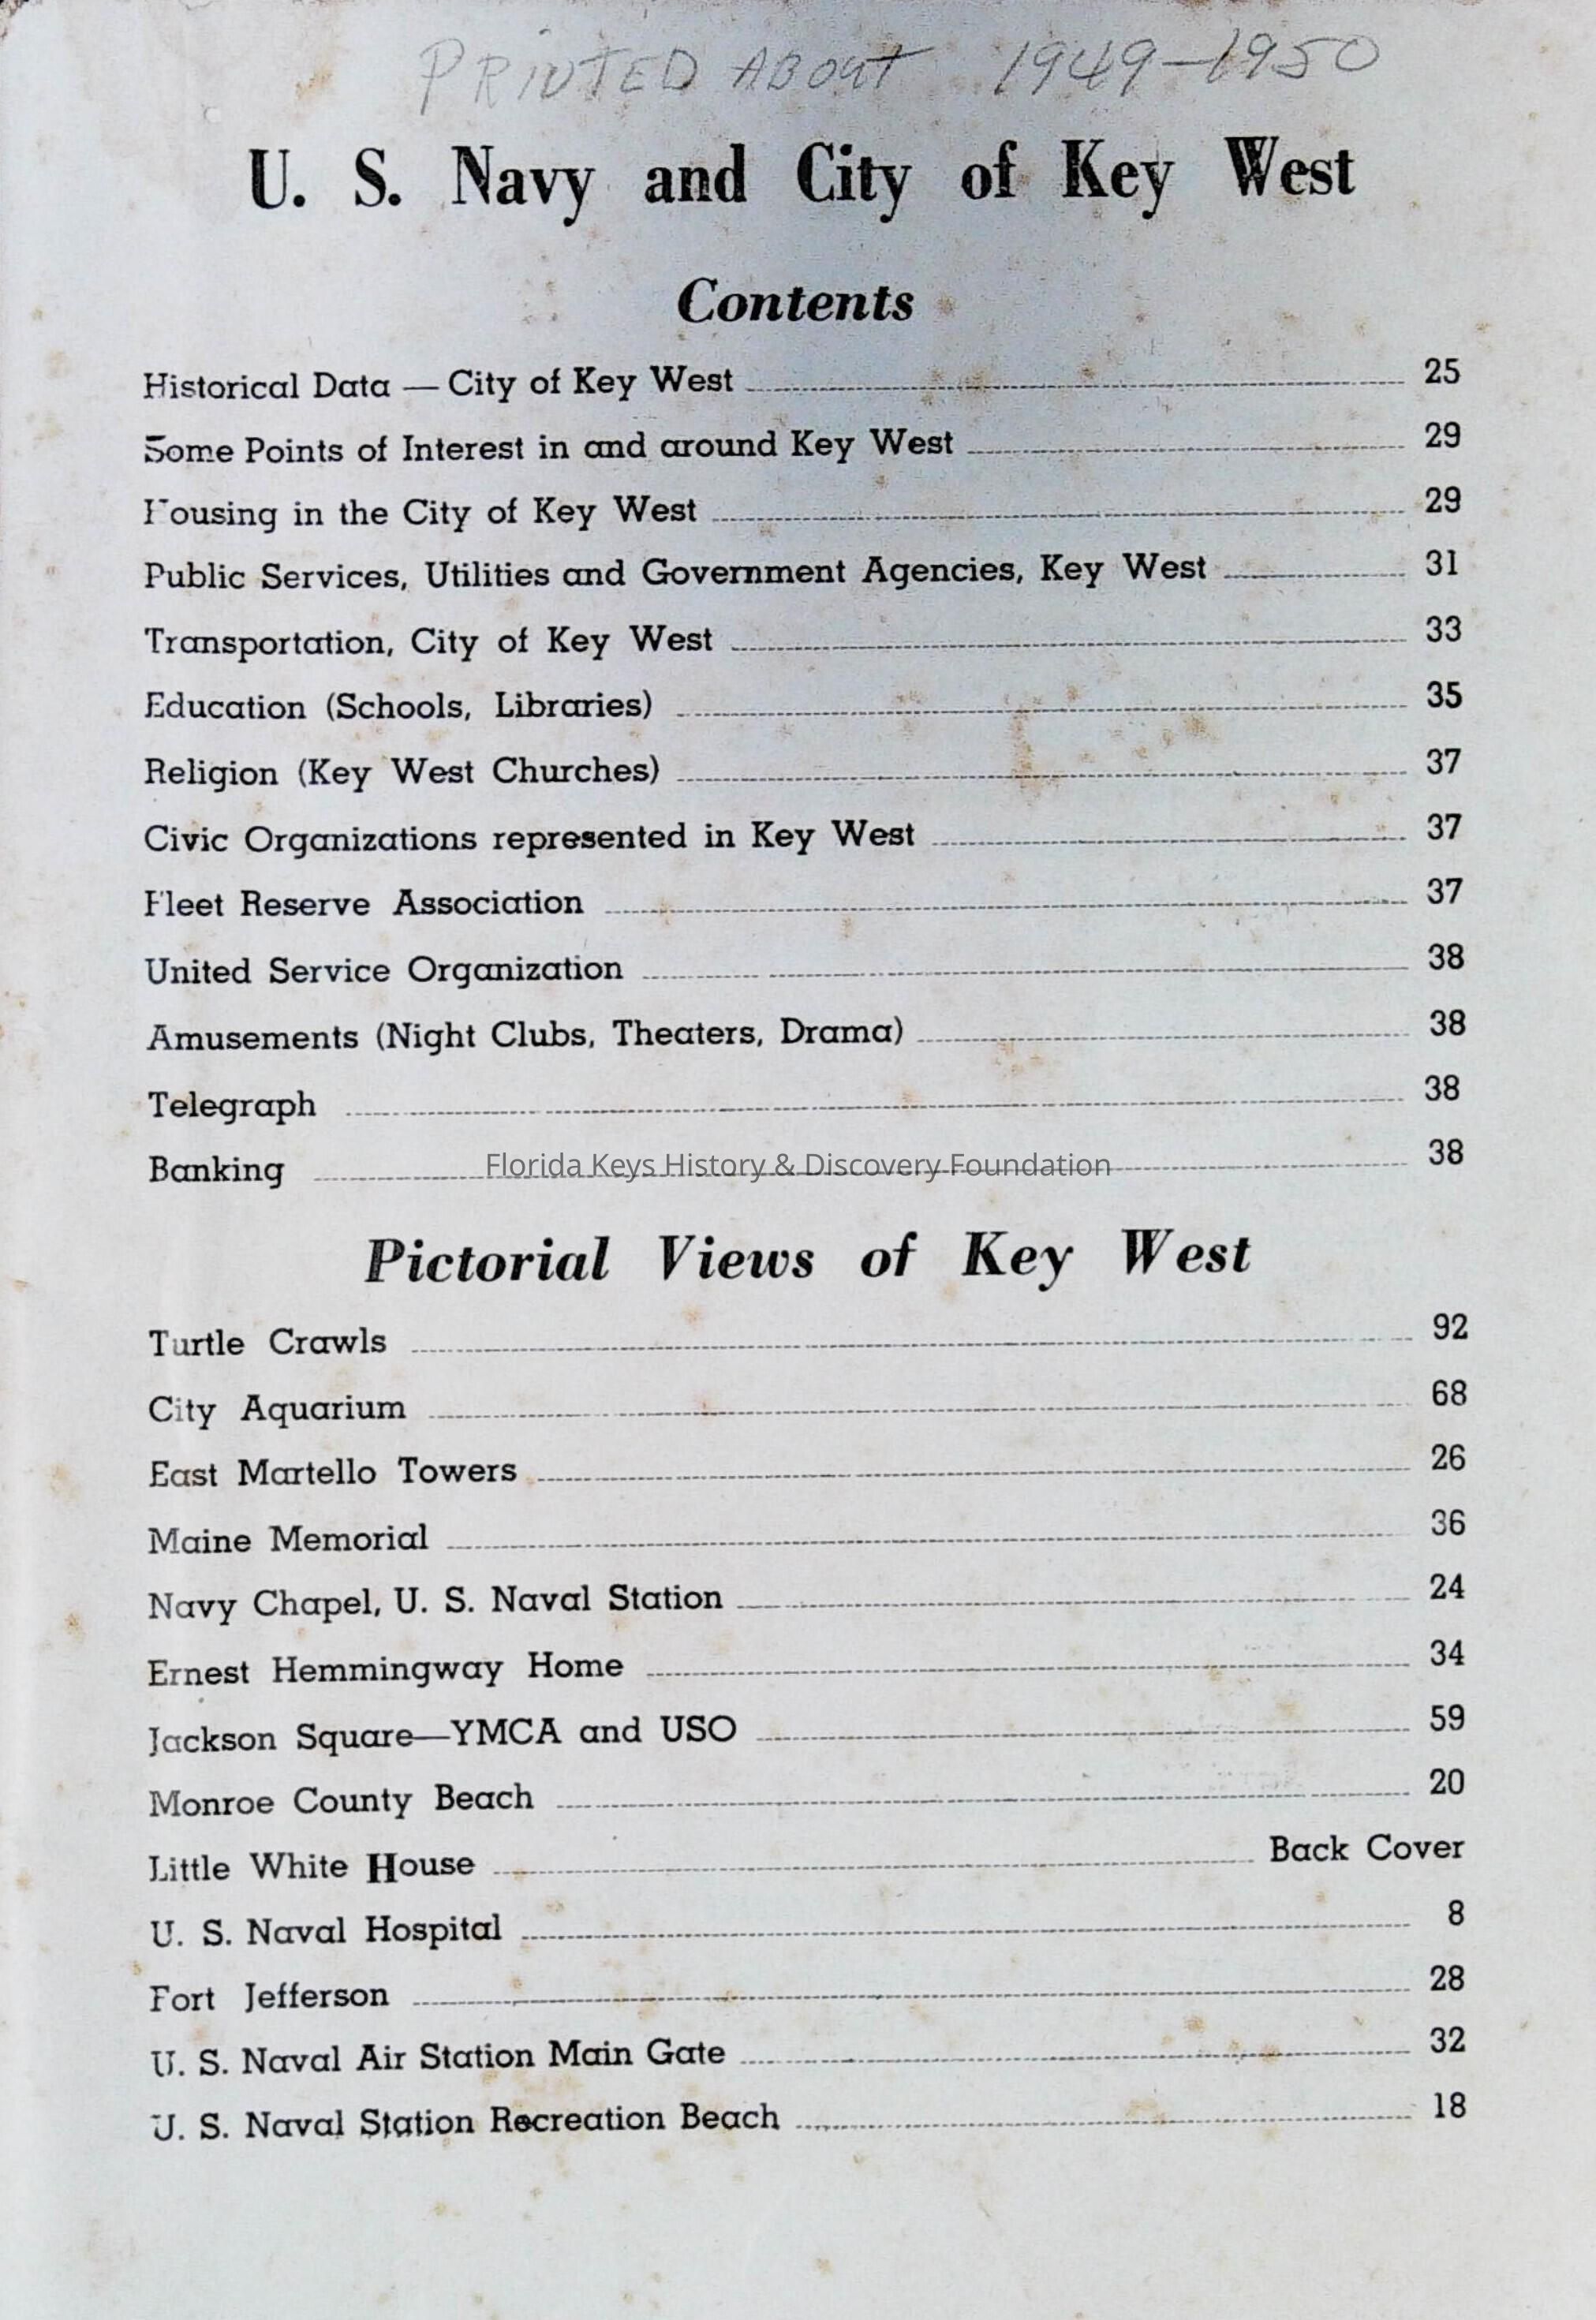 PRINTED ABOUT 1949-1950
U. S. Navy and City of Key West
Contents
Historical Data — City of Key West 25
Some Points of Interest in and around Key West 29
Housing in the City of Key West 29
Public Services, Utilities and Government Agencies, Key West 31
Transportation, City of Key West 33
Education (Schools, Libraries) 35
Religion (Key West Churches) 37
Civic Organizations represented in Key West 37
Fleet Reserve Association 37
United Service Organization 38
Amusements (Night Clubs, Theaters, Drama) 38
Telegraph 38
Banking 38
Florida Keys History & Discovery Foundation
Pictorial Views of Key West
Turtle Crawls 92
City Aquarium 68
East Martello Towers 26
Maine Memorial 36
Navy Chapel, U. S. Naval Station 24
Ernest Hemmingway Home 34
Jackson Square—YMCA and USO 59
Monroe County Beach 20
Little White House Back Cover
U. S. Naval Hospital 8
Fort Jefferson 28
U. S. Naval Air Station Main Gate 32
U. S. Naval Station Recreation Beach 18